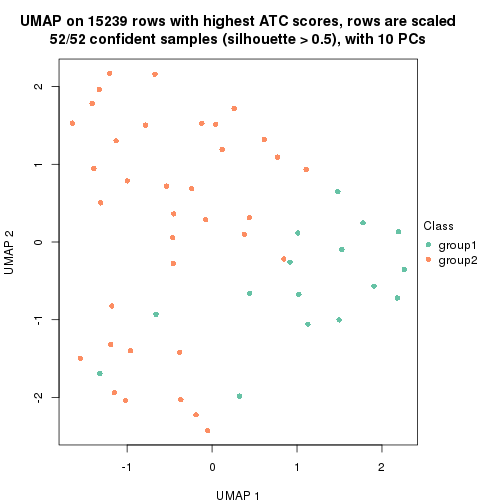 UMAP on 15239 rows with highest ATC scores, rows are scaled
52/52 confident samples (silhouette > 0.5), with 10 PCs
2
1
0
-1
-2
UMAP 2
-1
0
1
2
UMAP 1
Class
group1
group2